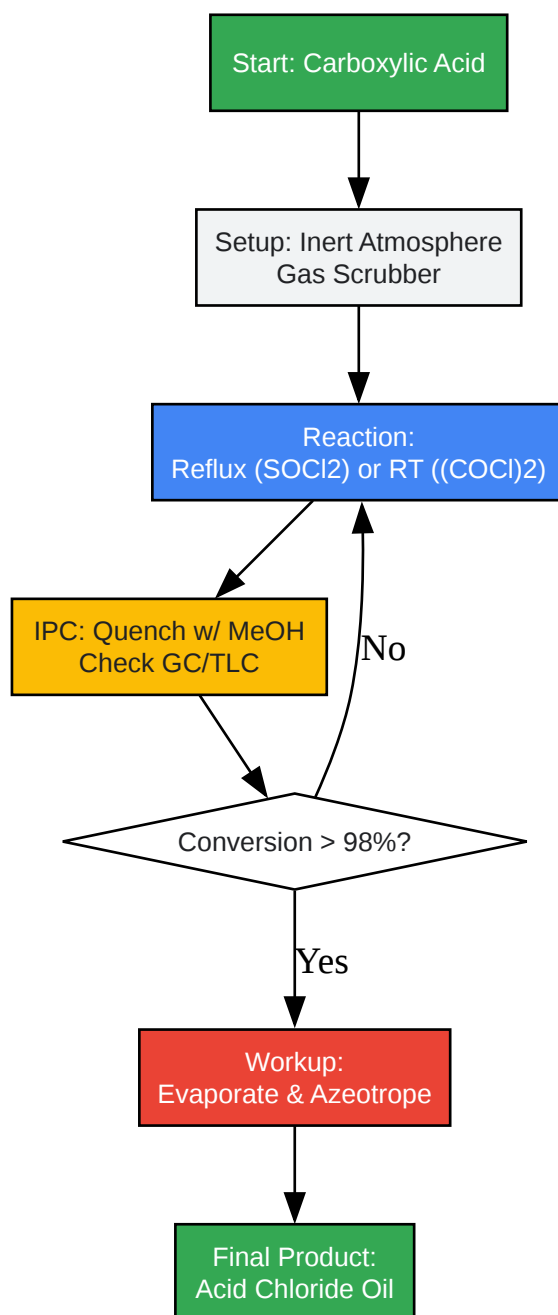 Start: Carboxylic Acid
Setup: Inert Atmosphere
Gas Scrubber
Reaction:
Reflux (SOCl2) or RT ((COCl)2)
IPC: Quench w/ MeOH
Check GC/TLC
No
Conversion > 98%?
Yes
Workup:
Evaporate & Azeotrope
Final Product:
Acid Chloride Oil